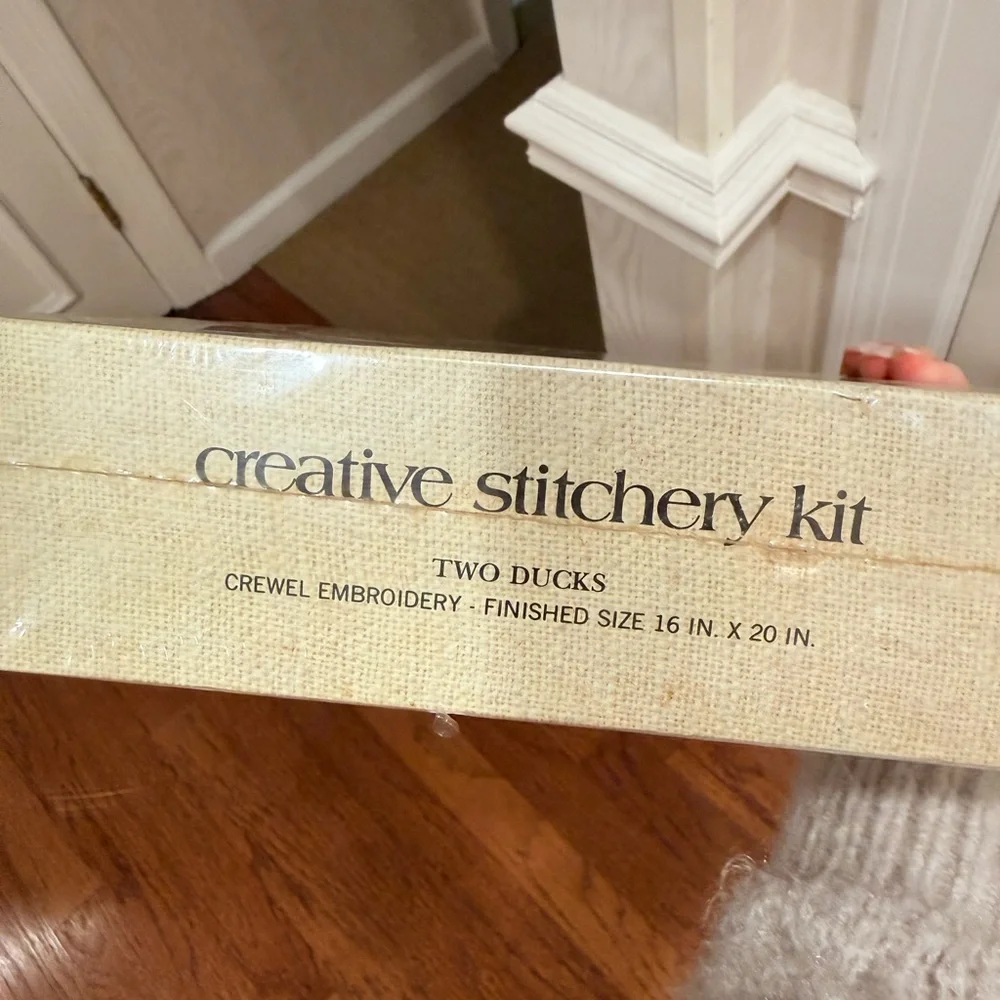 creative stitchery kit
TWO DUCKS
CREWEL EMBROIDERY - FINISHED SIZE 16 IN. X 20 IN.